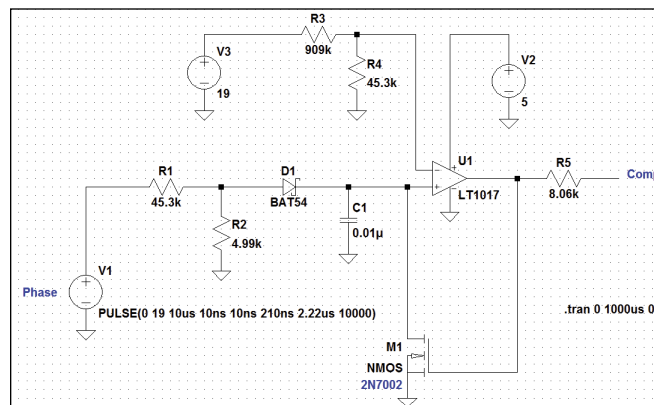 R3
909k
V3
19
R4
45.3k
V2
5
U1
LT1017
R5
8.06k
R1
45.3k
D1
BAT54
R2
4.99k
C1
0.01µ
V1
Phase
PULSE(0 19 10us 10ns 10ns 210ns 2.22us 10000)
.tran 0 1000us 0
M1
NMOS
2N7002